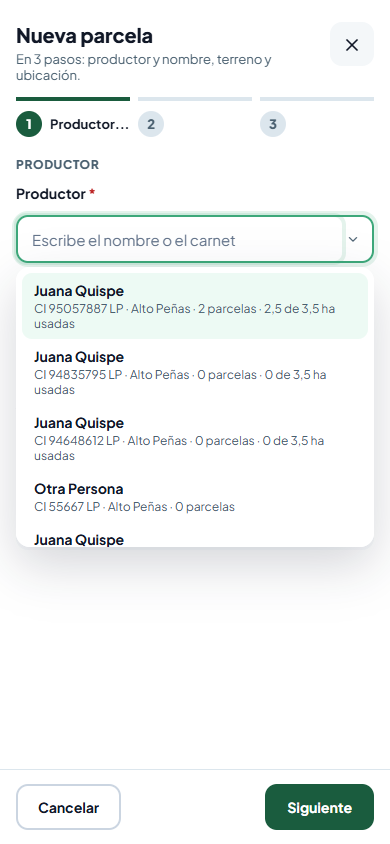 Nueva parcela
En 3 pasos: productor y nombre, terreno y
ubicación.
1 Productor... 2 3
PRODUCTOR
Productor *
Escribe el nombre o el carnet
Juana Quispe
CI 95057887 LP · Alto Peñas · 2 parcelas · 2,5 de 3,5 ha
usadas
Juana Quispe
CI 94835795 LP · Alto Peñas · 0 parcelas · 0 de 3,5 ha
usadas
Juana Quispe
CI 94648612 LP · Alto Peñas · 0 parcelas · 0 de 3,5 ha
usadas
Otra Persona
CI 55667 LP · Alto Peñas · 0 parcelas
Juana Quispe
Cancelar
Siguiente